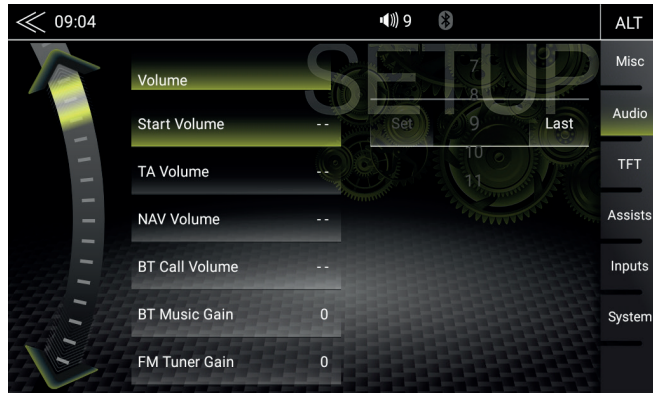 09:04
9
ALT
SETUP
Misc
Volume
7
8
Audio
Start Volume - -
Set 9 Last
TFT
TA Volume - -
10
11
NAV Volume - -
Assists
BT Call Volume - -
Inputs
BT Music Gain 0
System
FM Tuner Gain 0